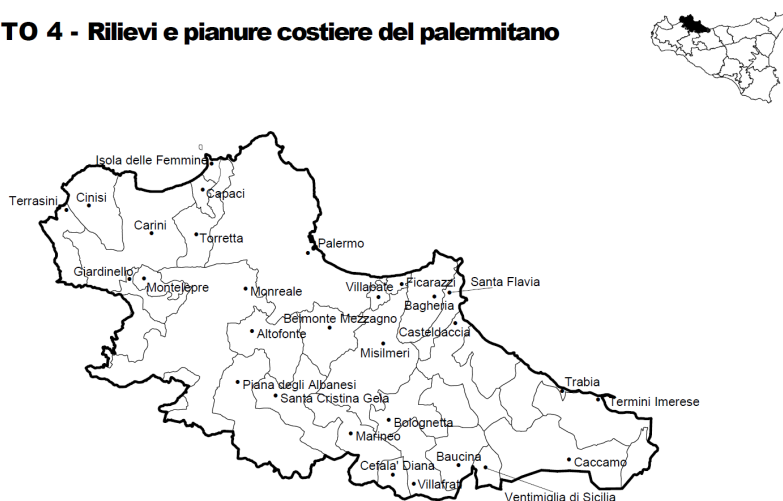 TO 4 - Rilievi e pianure costiere del palermitano
Isola delle Femmine
Capaci
Terrasini
Cinisi
Carini
Torretta
Palermo
Giardinello
Montelepre
Monreale
Villabate
Ficarazzi
Santa Flavia
Bagheria
Belmonte Mezzagno
Casteldaccia
Altofonte
Misilmeri
Piana degli Albanesi
Santa Cristina Gela
Trabia
Termini Imerese
Bolognetta
Marineo
Baucina
Cefala' Diana
Caccamo
Villafrati
Ventimiglia di Sicilia